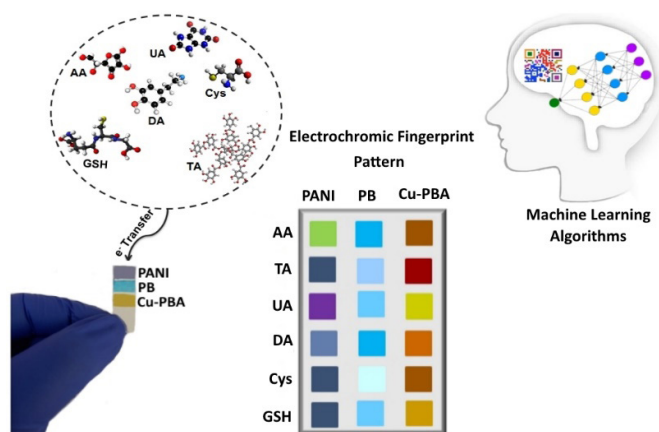 UA
AA
Cys
DA
GSH
TA
e- Transfer
PANI
PB
Cu-PBA
Electrochromic Fingerprint
Pattern
PANI PB Cu-PBA
AA
TA
UA
DA
Cys
GSH
Machine Learning
Algorithms